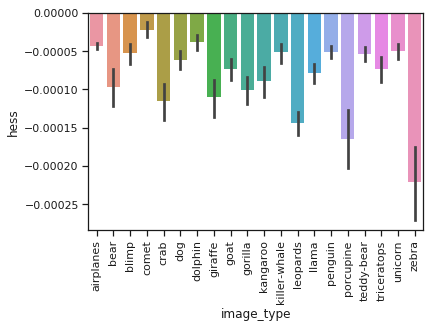 0.00000
−0.00005
−0.00010
−0.00015
−0.00020
−0.00025
hess
airplanes
bear
blimp
comet
crab
dog
dolphin
giraffe
goat
gorilla
kangaroo
killer-whale
leopards
llama
penguin
porcupine
teddy-bear
triceratops
unicorn
zebra
image_type